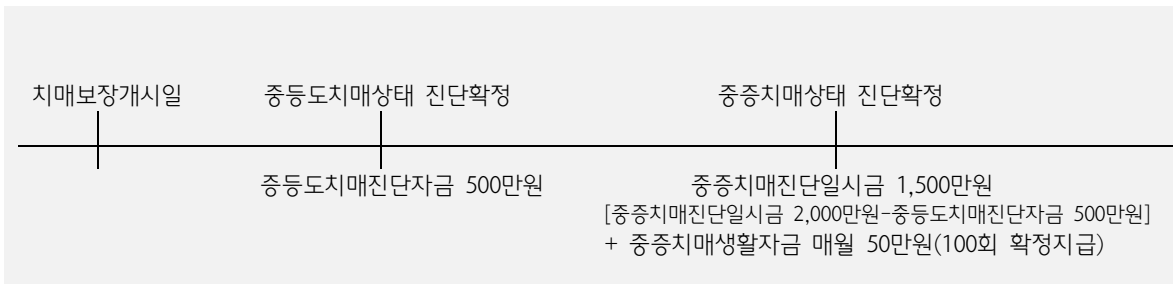 치매보장개시일 중등도치매상태 진단확정 중증치매상태 진단확정
중등도치매진단자금 500만원 중증치매진단일시금 1,500만원
[중증치매진단일시금 2,000만원-중등도치매진단자금 500만원]
+ 중증치매생활자금 매월 50만원(100회 확정지급)